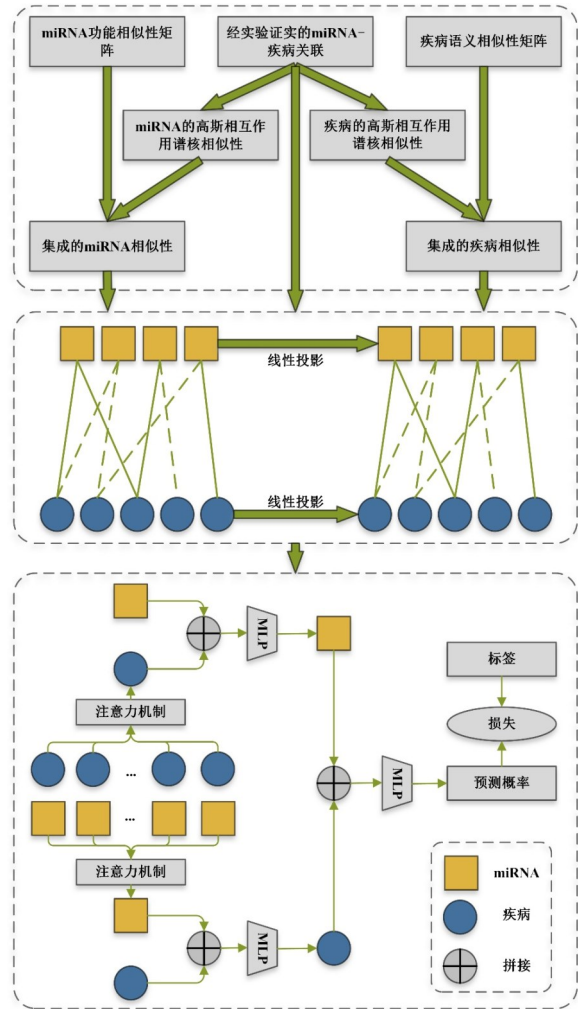 miRNA功能相似性矩
阵
经实验证实的miRNA-
疾病关联
疾病语义相似性矩阵
miRNA的高斯相互作
用谱核相似性
疾病的高斯相互作用
谱核相似性
集成的miRNA相似性
集成的疾病相似性
线性投影
线性投影
MLP
标签
注意力机制
损失
...
MLP
预测概率
...
注意力机制
miRNA
MLP
疾病
拼接